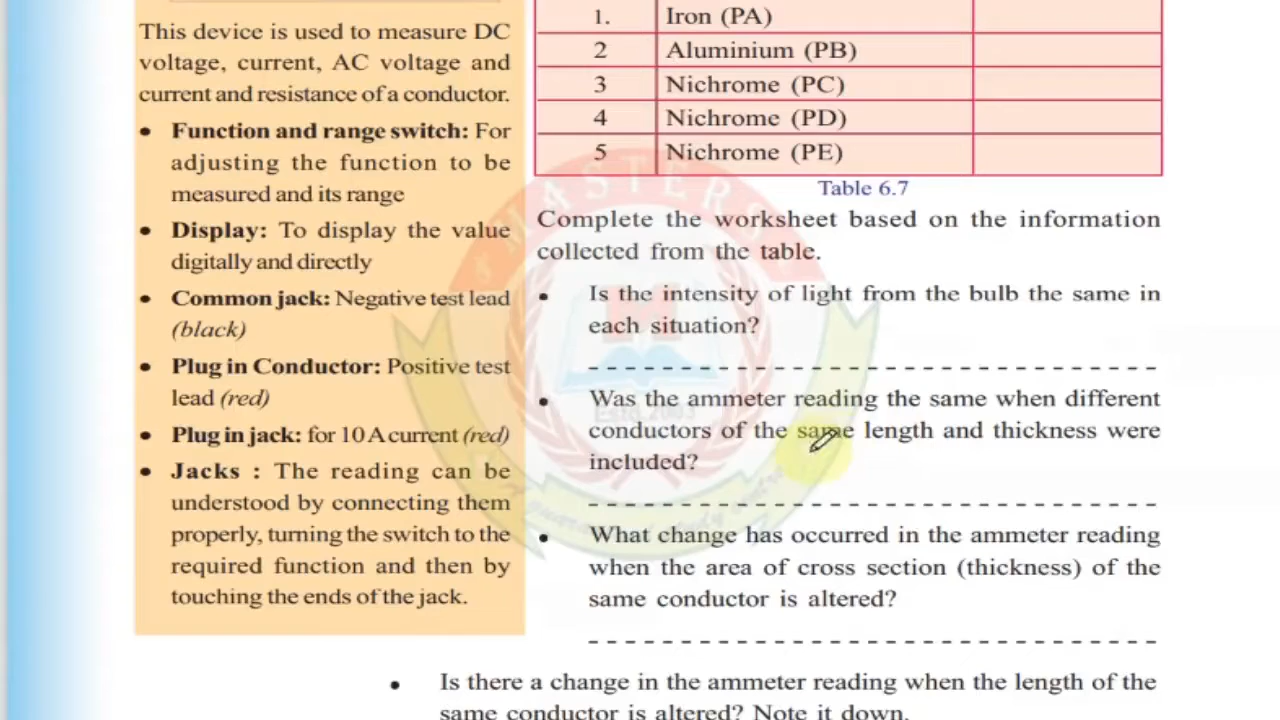 This device is used to measure DC
voltage, current, AC voltage and
current and resistance of a conductor.
• Function and range switch: For
adjusting the function to be
measured and its range
• Display: To display the value
digitally and directly
• Common jack: Negative test lead
(black)
• Plug in Conductor: Positive test
lead (red)
• Plug in jack: for 10 A current (red)
• Jacks : The reading can be
understood by connecting them
properly, turning the switch to the
required function and then by
touching the ends of the jack.
1. Iron (PA)
2 Aluminium (PB)
3 Nichrome (PC)
4 Nichrome (PD)
5 Nichrome (PE)
Table 6.7
Complete the worksheet based on the information
collected from the table.
• Is the intensity of light from the bulb the same in
each situation?
• Was the ammeter reading the same when different
conductors of the same length and thickness were
included?
• What change has occurred in the ammeter reading
when the area of cross section (thickness) of the
same conductor is altered?
• Is there a change in the ammeter reading when the length of the
same conductor is altered? Note it down.
MASTERS
Estd. 2003